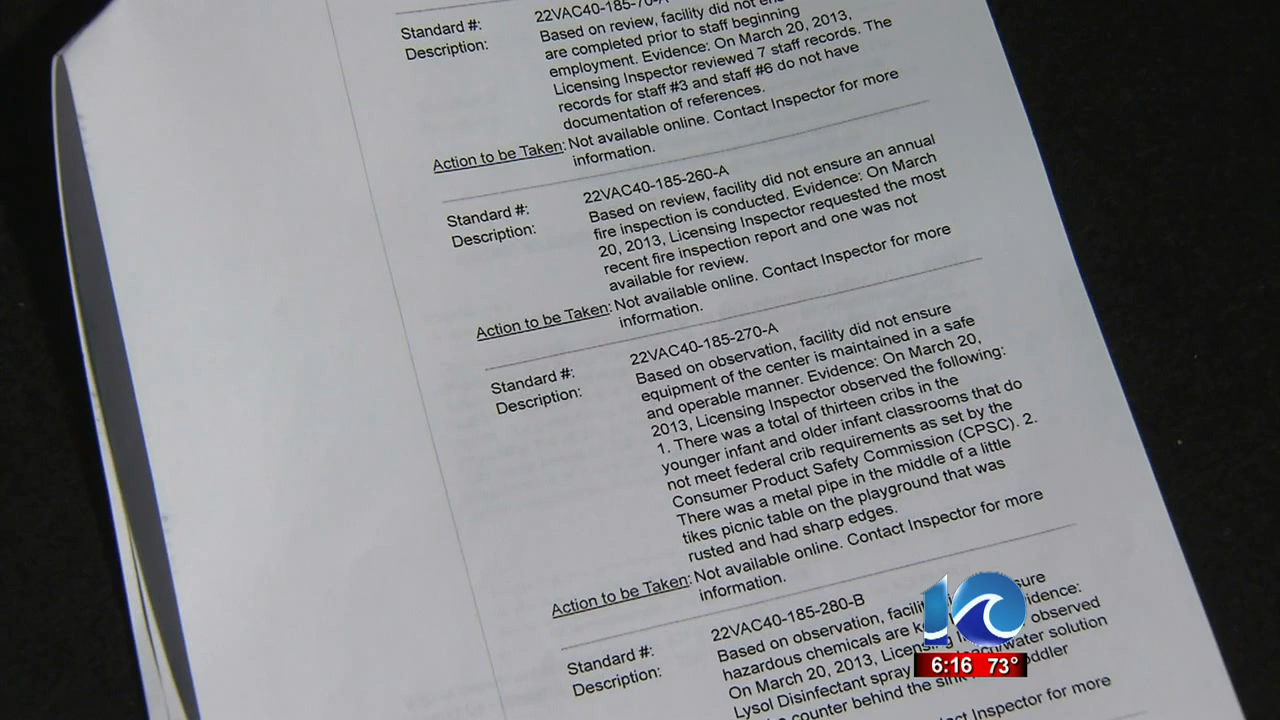 Standard #: 22VAC40-185-70-A
Description: Based on review, facility did not
are completed prior to staff beginning
employment. Evidence: On March 20, 2013,
Licensing Inspector reviewed 7 staff records. The
records for staff #3 and staff #6 do not have
documentation of references.
Action to be Taken: Not available online. Contact Inspector for more
information.
Standard #: 22VAC40-185-260-A
Description: Based on review, facility did not ensure an annual
fire inspection is conducted. Evidence: On March
20, 2013, Licensing Inspector requested the most
recent fire inspection report and one was not
available for review.
Action to be Taken: Not available online. Contact Inspector for more
information.
Standard #: 22VAC40-185-270-A
Description: Based on observation, facility did not ensure
equipment of the center is maintained in a safe
and operable manner. Evidence: On March 20,
2013, Licensing Inspector observed the following:
1. There was a total of thirteen cribs in the
younger infant and older infant classrooms that do
not meet federal crib requirements as set by the
Consumer Product Safety Commission (CPSC). 2.
There was a metal pipe in the middle of a little
tikes picnic table on the playground that was
rusted and had sharp edges.
Action to be Taken: Not available online. Contact Inspector for more
information.
Standard #: 22VAC40-185-280-B
Description: Based on observation,
hazardous chemicals are
On March 20, 2013, observed
Lysol Disinfectant spray solution
counter behind the
Inspector for more
10
6:16 73°